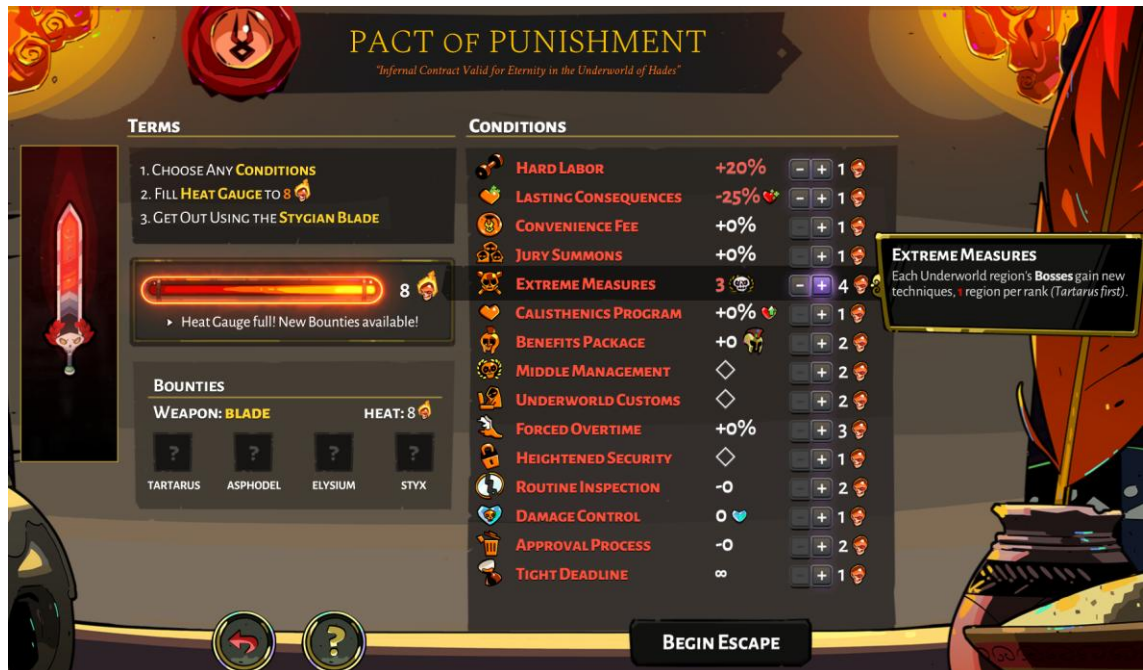 PACT OF PUNISHMENT
"Infernal Contract Valid for Eternity in the Underworld of Hades"
TERMS
1. CHOOSE ANY CONDITIONS
2. FILL HEAT GAUGE TO 8
3. GET OUT USING THE STYGIAN BLADE
8
▸ Heat Gauge full! New Bounties available!
BOUNTIES
WEAPON: BLADE HEAT: 8
? ? ? ?
TARTARUS ASPHODEL ELYSIUM STYX
CONDITIONS
HARD LABOR +20% - + 1
LASTING CONSEQUENCES -25% - + 1
CONVENIENCE FEE +0% - + 1
JURY SUMMONS +0% - + 1
EXTREME MEASURES 3 - + 4
CALISTHENICS PROGRAM +0% - + 1
BENEFITS PACKAGE +0 - + 2
MIDDLE MANAGEMENT ◇ - + 2
UNDERWORLD CUSTOMS ◇ - + 2
FORCED OVERTIME +0% - + 3
HEIGHTENED SECURITY ◇ - + 1
ROUTINE INSPECTION -0 - + 2
DAMAGE CONTROL 0 - + 1
APPROVAL PROCESS -0 - + 2
TIGHT DEADLINE ∞ - + 1
EXTREME MEASURES
Each Underworld region's Bosses gain new
techniques, 1 region per rank (Tartarus first).
?
BEGIN ESCAPE